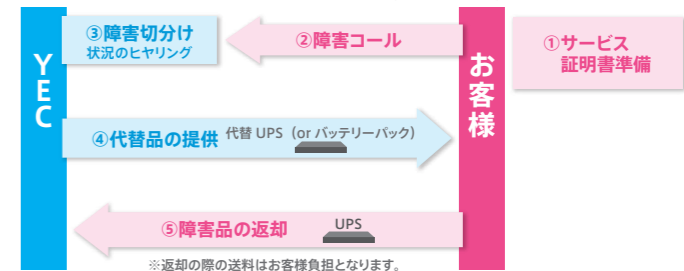 YEC
お客様
①サービス
証明書準備
②障害コール
③障害切分け
状況のヒヤリング
④代替品の提供 代替 UPS（or バッテリーパック）
⑤障害品の返却 UPS
※返却の際の送料はお客様負担となります。